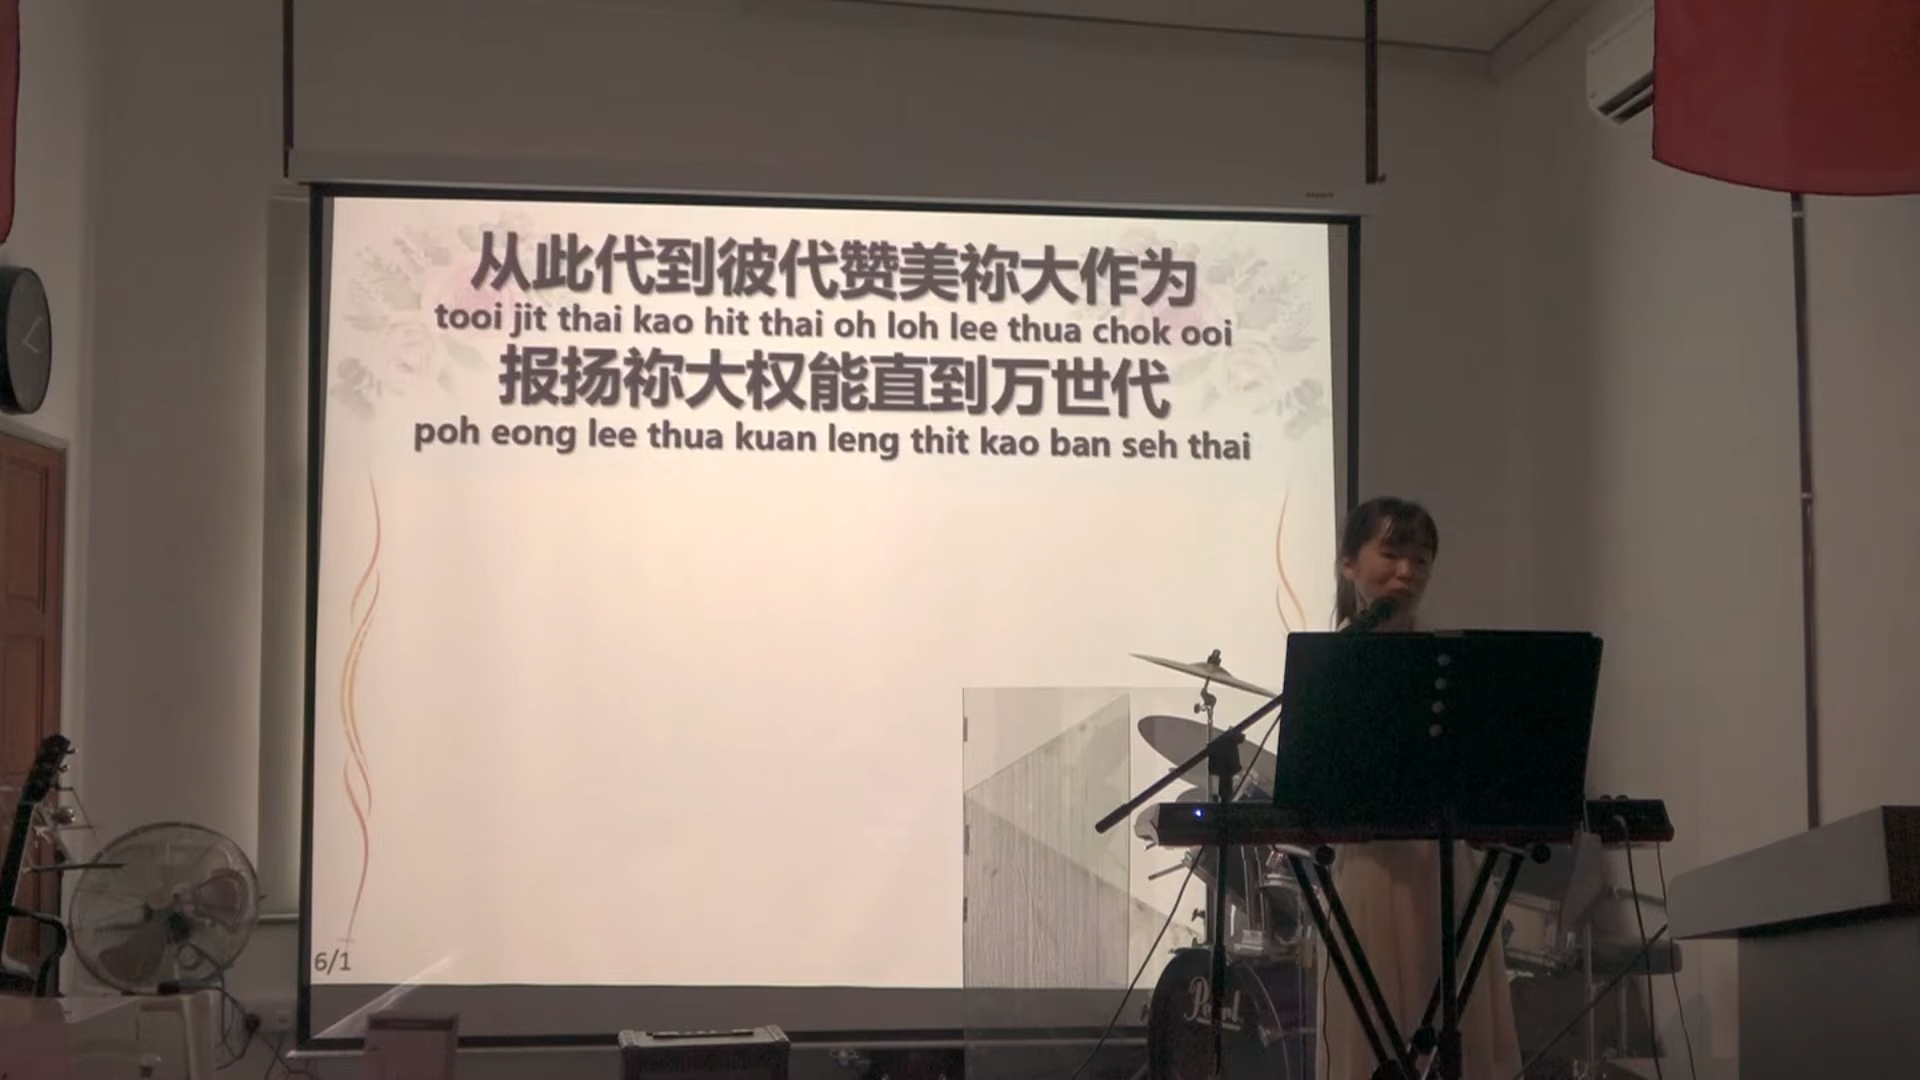 从此代到彼代赞美祢大作为
tooi jit thai kao hit thai oh loh lee thua chok ooi
报扬祢大权能直到万世代
poh eong lee thua kuan leng thit kao ban seh thai
6/1
Pearl